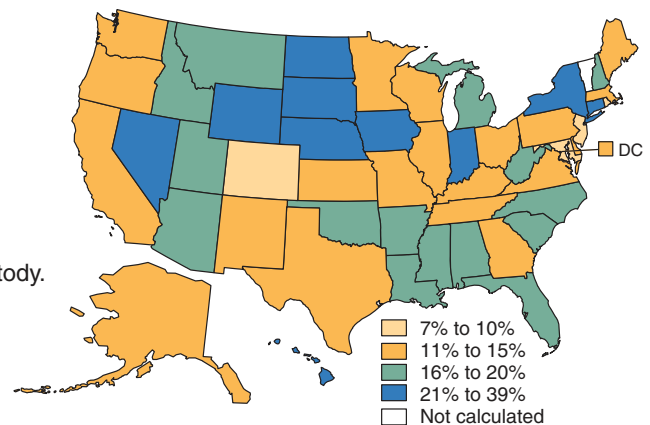 DC
tody.
7% to 10%
11% to 15%
16% to 20%
21% to 39%
Not calculated